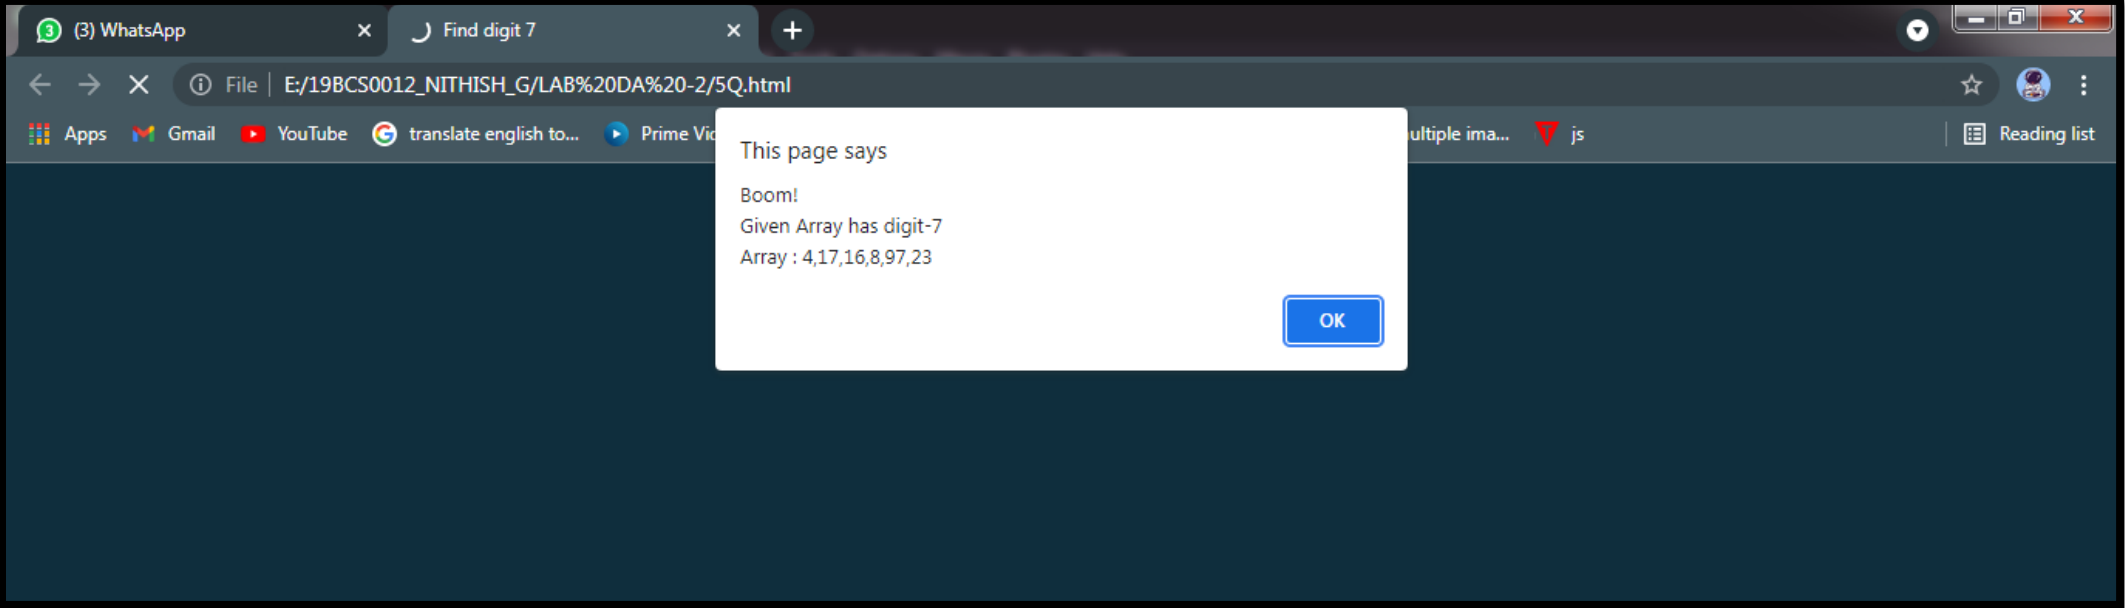 3 (3) WhatsApp
Find digit 7
File E:/19BCS0012_NITHISH_G/LAB%20DA%20-2/5Q.html
Apps Gmail YouTube G translate english to... Prime Vid ultiple ima... js Reading list
This page says
Boom!
Given Array has digit-7
Array : 4,17,16,8,97,23
OK